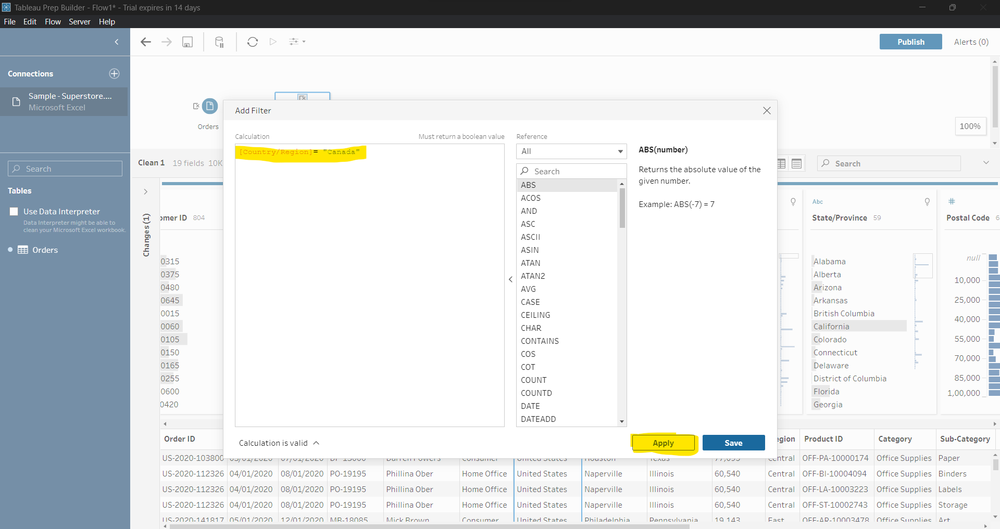 Tableau Prep Builder - Flow1* - Trial expires in 14 days
File Edit Flow Server Help
Publish
Alerts (0)
Connections
Sample - Superstore....
Microsoft Excel
Orders
100%
Search
Tables
Use Data Interpreter
Data Interpreter might be able to
clean your Microsoft Excel workbook.
Orders
Clean 1 19 fields 10K
Search
Changes (1)
omer ID 804
0315
0375
0480
0645
0015
0060
0105
0150
0165
0255
0600
0420
Add Filter
Calculation
Must return a boolean value
[Country/Region]= "Canada"
Reference
All
Search
ABS
ACOS
AND
ASC
ASCII
ASIN
ATAN
ATAN2
AVG
CASE
CEILING
CHAR
CONTAINS
COS
COT
COUNT
COUNTD
DATE
DATEADD
ABS(number)
Returns the absolute value of the
given number.
Example: ABS(-7) = 7
Calculation is valid
Apply
Save
Abc
State/Province 59
Alabama
Alberta
Arizona
Arkansas
British Columbia
California
Colorado
Connecticut
Delaware
District of Columbia
Florida
Georgia
#
Postal Code 6
null
10,000
25,000
40,000
55,000
70,000
85,000
1,00,000
Order ID egion Product ID Category Sub-Category
US-2020-103800 03/01/2020 07/01/2020 DP-13000 Darren Powers Consumer United States Houston Texas 77,095 Central OFF-PA-10000174 Office Supplies Paper
US-2020-112326 04/01/2020 08/01/2020 PO-19195 Phillina Ober Home Office United States Naperville Illinois 60,540 Central OFF-BI-10004094 Office Supplies Binders
US-2020-112326 04/01/2020 08/01/2020 PO-19195 Phillina Ober Home Office United States Naperville Illinois 60,540 Central OFF-LA-10003223 Office Supplies Labels
US-2020-112326 04/01/2020 08/01/2020 PO-19195 Phillina Ober Home Office United States Naperville Illinois 60,540 Central OFF-ST-10002743 Office Supplies Storage
US-2020-141817 05/01/2020 12/01/2020 MB-18085 Mick Brown Consumer United States Philadelphia Pennsylvania 19,143 East OFF-AR-10003478 Office Supplies Art